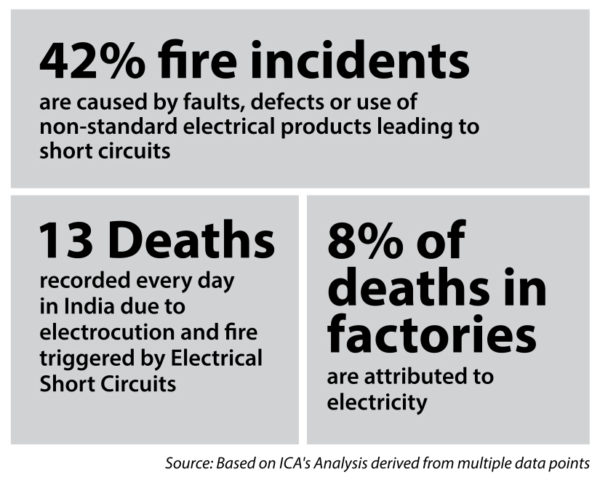 42% fire incidents
are caused by faults, defects or use of
non-standard electrical products leading to
short circuits
13 Deaths
recorded every day
in India due to
electrocution and fire
triggered by Electrical
Short Circuits
8% of
deaths in
factories
are attributed to
electricity
Source: Based on ICA's Analysis derived from multiple data points